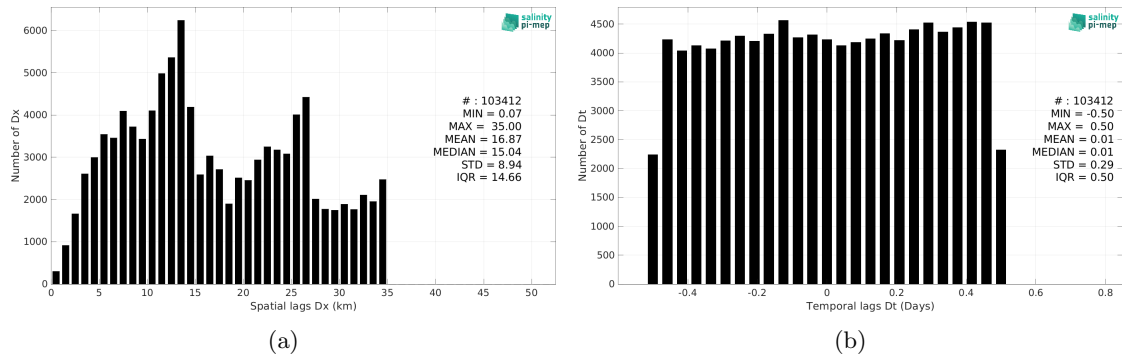 salinity
pi-mep
6000
5000
4000
3000
2000
1000
0
Number of Dx
# : 103412
MIN = 0.07
MAX = 35.00
MEAN = 16.87
MEDIAN = 15.04
STD = 8.94
IQR = 14.66
0 5 10 15 20 25 30 35 40 45 50
Spatial lags Dx (km)
(a)
salinity
pi-mep
4500
4000
3500
3000
2500
2000
1500
1000
500
0
Number of Dt
# : 103412
MIN = -0.50
MAX = 0.50
MEAN = 0.01
MEDIAN = 0.01
STD = 0.29
IQR = 0.50
-0.4 -0.2 0 0.2 0.4 0.6 0.8
Temporal lags Dt (Days)
(b)